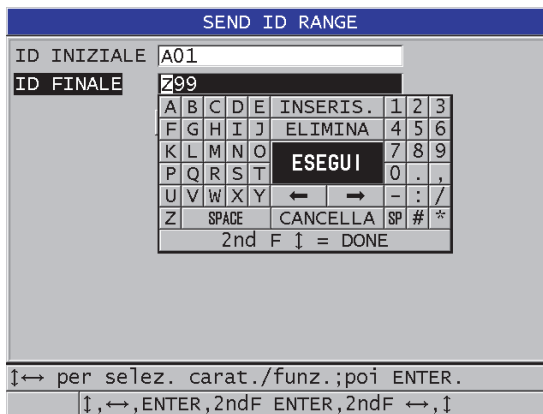 SEND ID RANGE
ID INIZIALE A01
ID FINALE Z99
A B C D E INSERIS. 1 2 3
F G H I J ELIMINA 4 5 6
K L M N O ESEGUI 7 8 9
P Q R S T 0 . ,
U V W X Y ← → - : /
Z SPACE CANCELLA SP # *
2nd F ↕ = DONE
↕↔ per selez. carat./funz.;poi ENTER.
↕,↔,ENTER,2ndF ENTER,2ndF ↔,↕